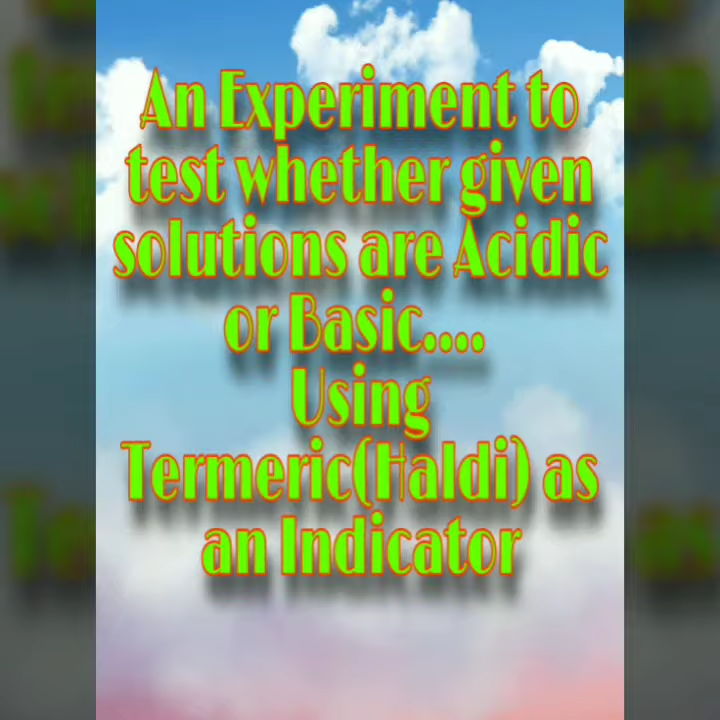 An Experiment to
test whether given
solutions are Acidic
or Basic....
Using
Termeric(Haldi) as
an Indicator